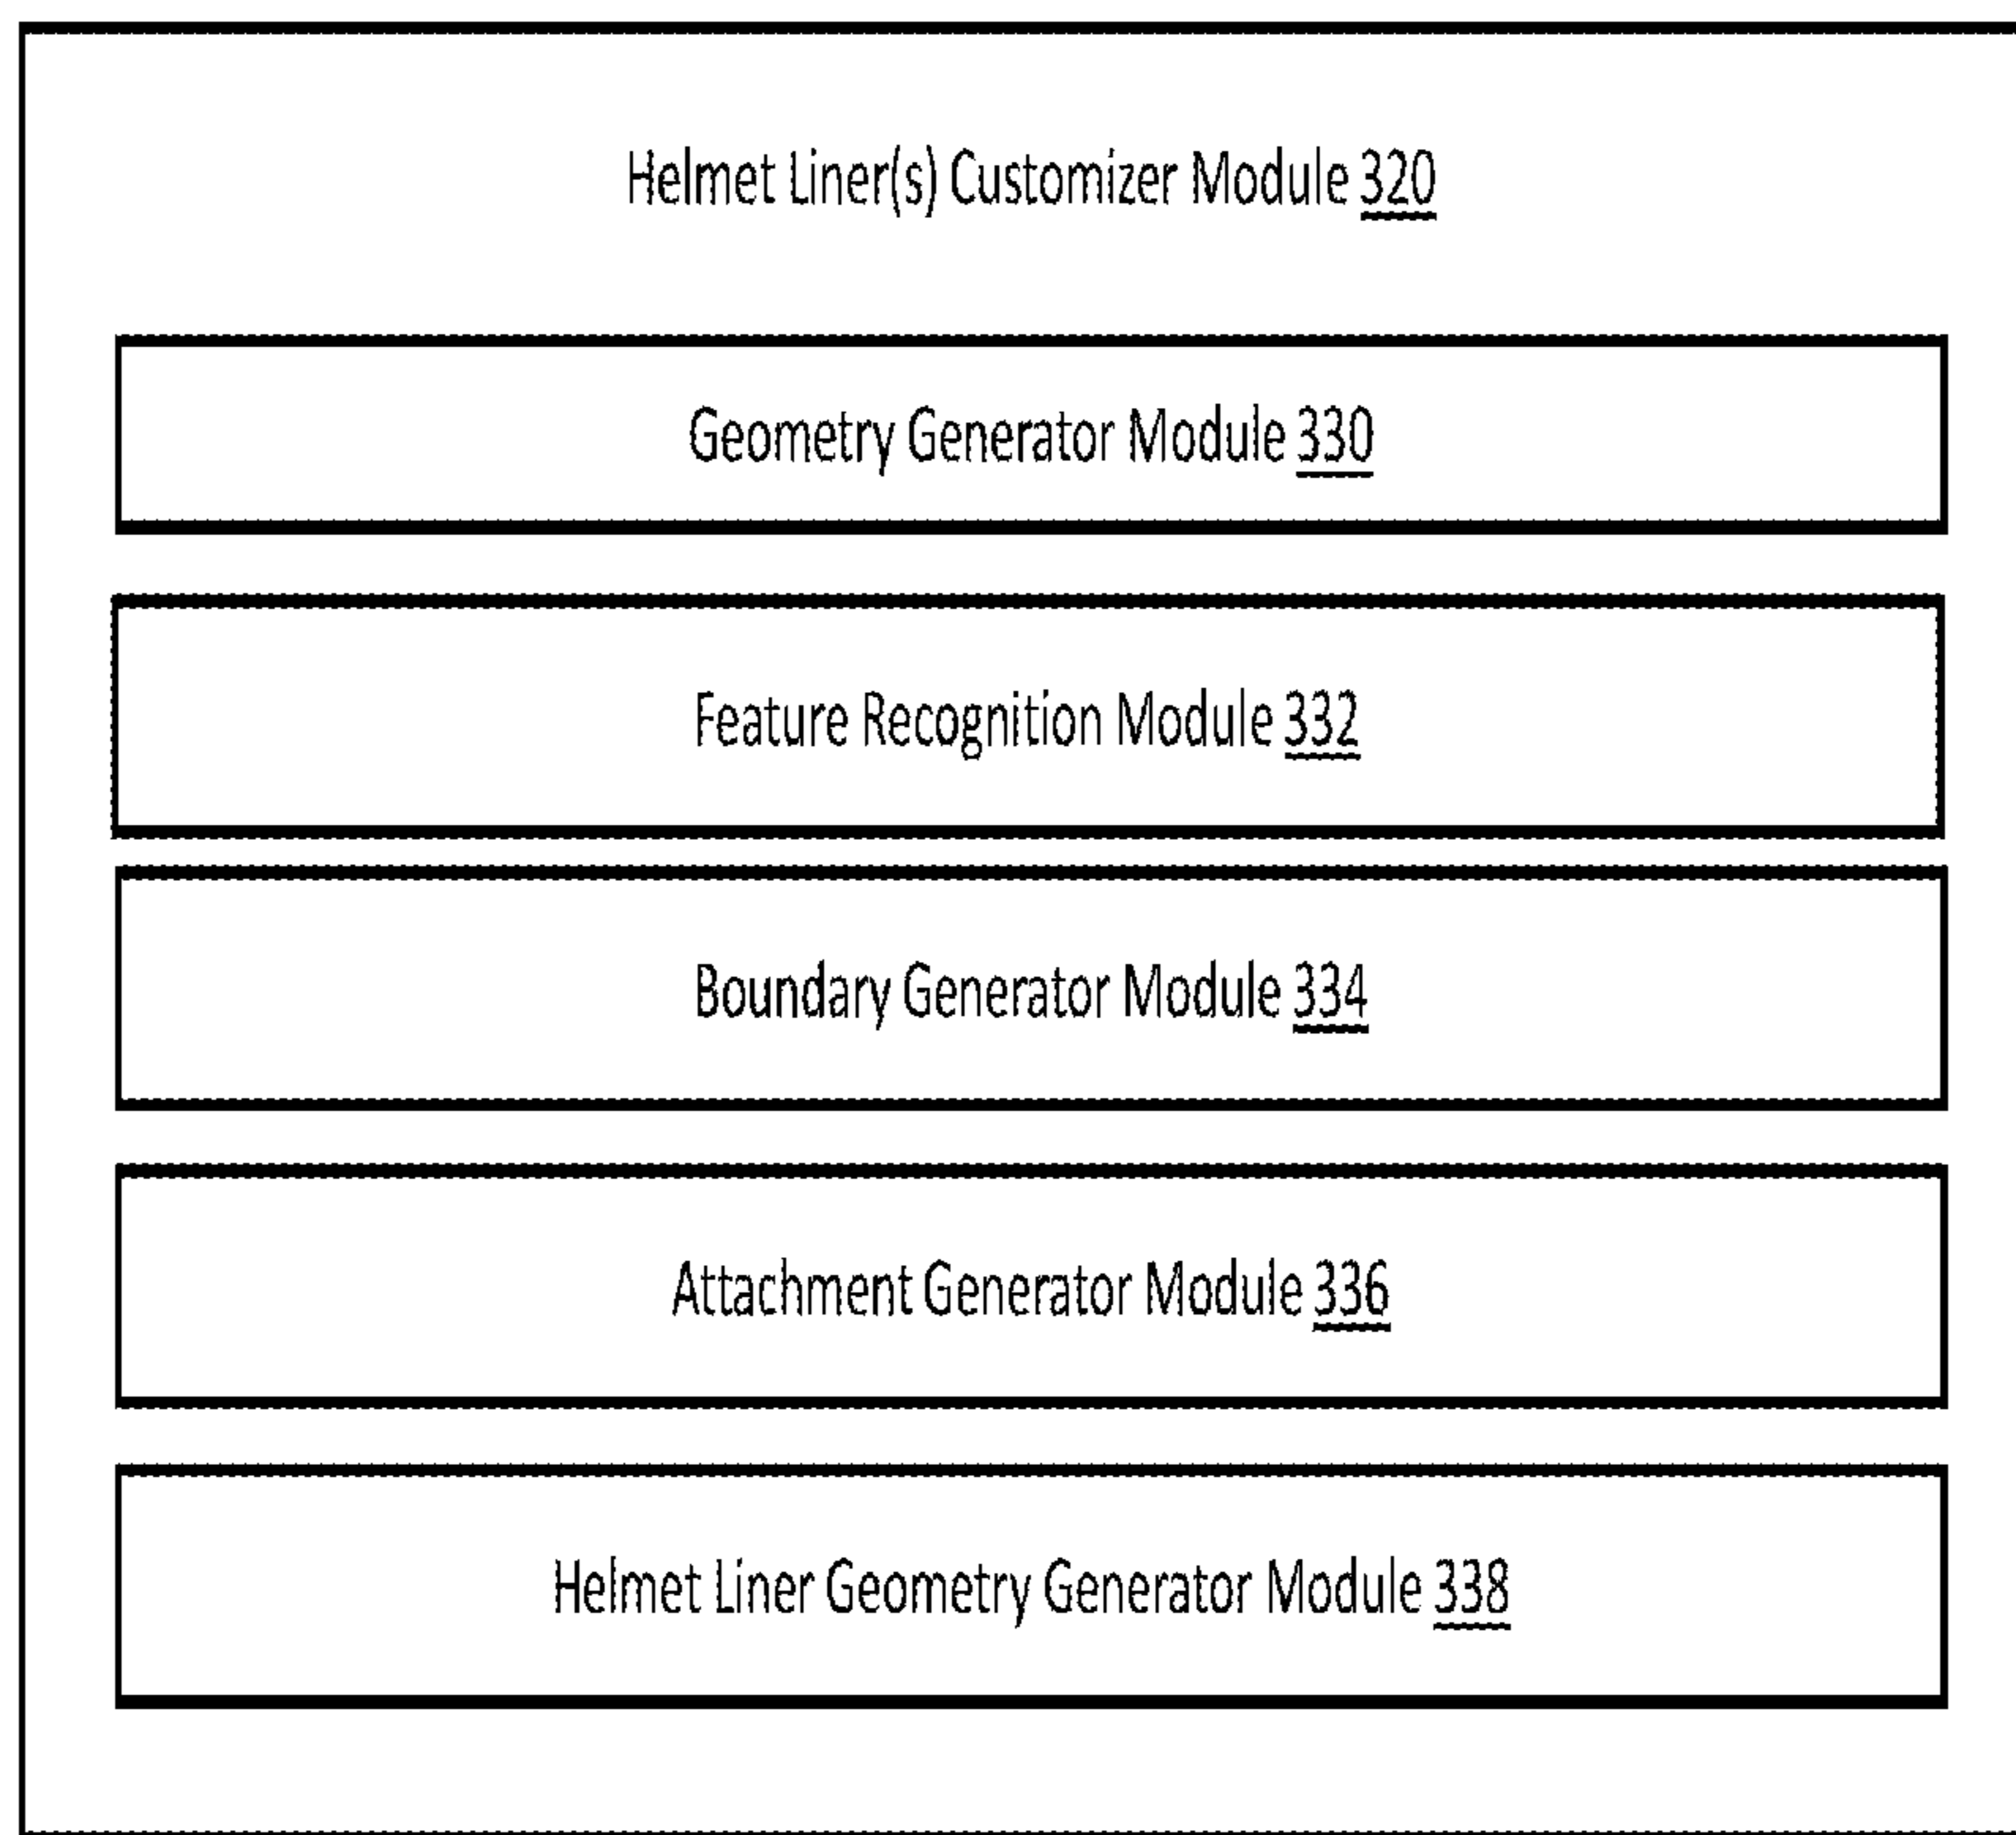 Helmet Liner(s) Customizer Module 320
Geometry Generator Module 330
Feature Recognition Module 332
Boundary Generator Module 334
Attachment Generator Module 336
Helmet Liner Geometry Generator Module 338